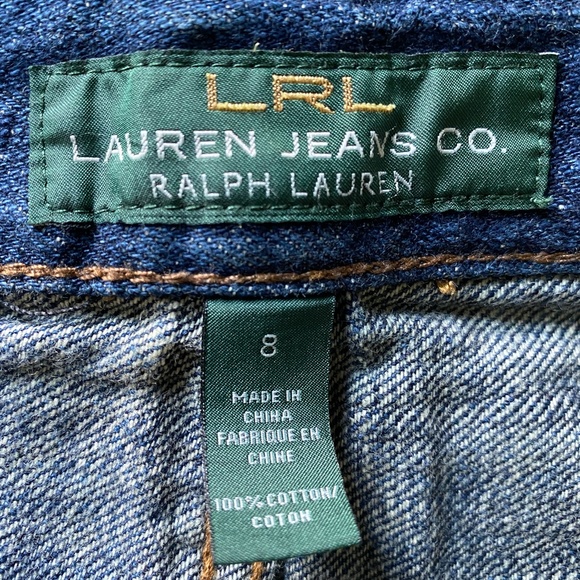 LRL
LAUREN JEANS CO.
RALPH LAUREN
8
MADE IN
CHINA
FABRIQUE EN
CHINE
100% COTTON/
COTON